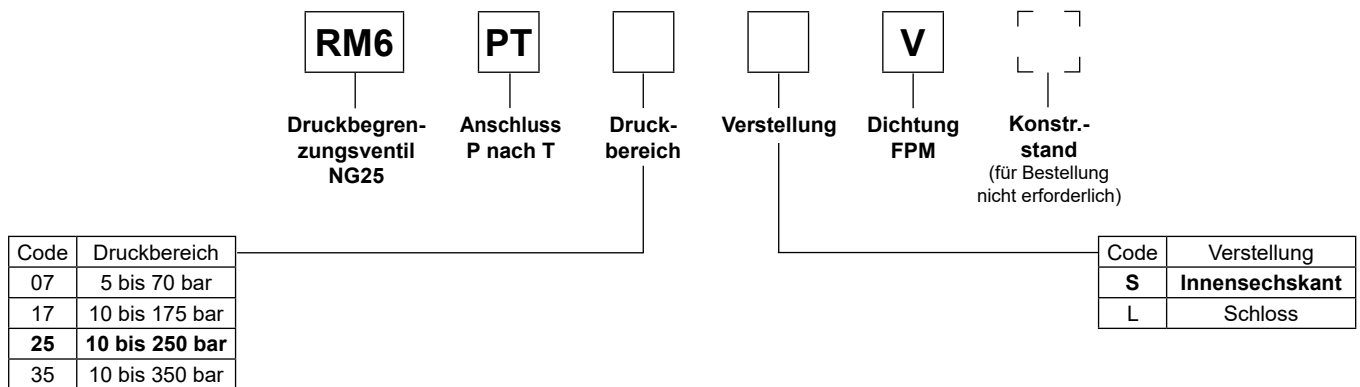 RM6 PT V
Druckbegren-
zungsventil
NG25
Anschluss
P nach T
Druck-
bereich
Verstellung
Dichtung
FPM
Konstr.-
stand
(für Bestellung
nicht erforderlich)
Code Druckbereich
07 5 bis 70 bar
17 10 bis 175 bar
25 10 bis 250 bar
35 10 bis 350 bar
Code Verstellung
S Innensechskant
L Schloss